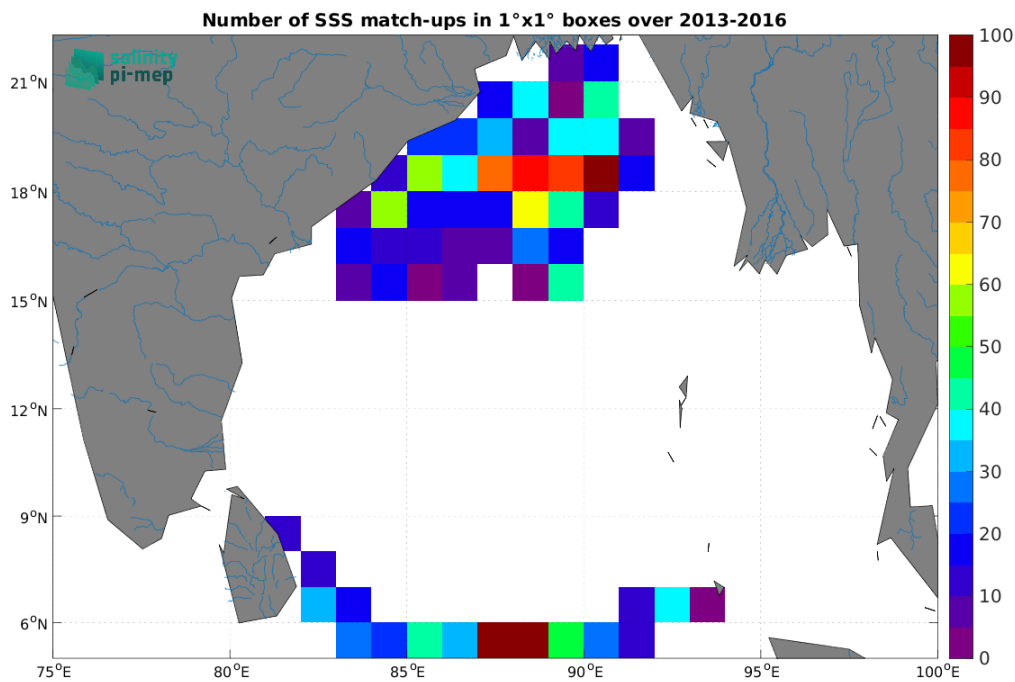 Number of SSS match-ups in 1°x1° boxes over 2013-2016
salinity
pi-mep
21°N
18°N
15°N
12°N
9°N
6°N
75°E 80°E 85°E 90°E 95°E 100°E
100
90
80
70
60
50
40
30
20
10
0